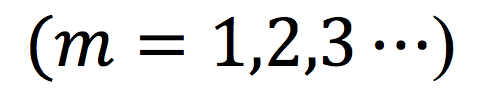 (m = 1,2,3 ⋯)